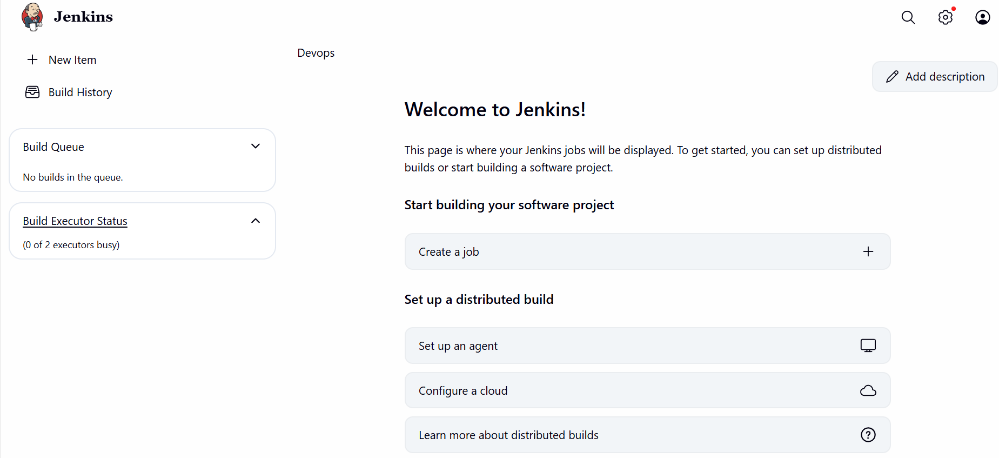 Jenkins
New Item
Build History
Build Queue
No builds in the queue.
Build Executor Status
(0 of 2 executors busy)
Devops
Add description
Welcome to Jenkins!
This page is where your Jenkins jobs will be displayed. To get started, you can set up distributed
builds or start building a software project.
Start building your software project
Create a job
Set up a distributed build
Set up an agent
Configure a cloud
Learn more about distributed builds